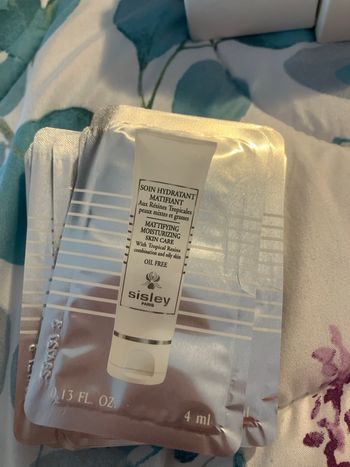 SOIN HYDRATANT
MATIFIANT
Aux Résines Tropicales
peaux mixtes et grasses
MATTIFYING
MOISTURIZING
SKIN CARE
With Tropical Resins
combination and oily skin
OIL FREE
sisley
PARIS
0.13 FL. OZ.
4 ml